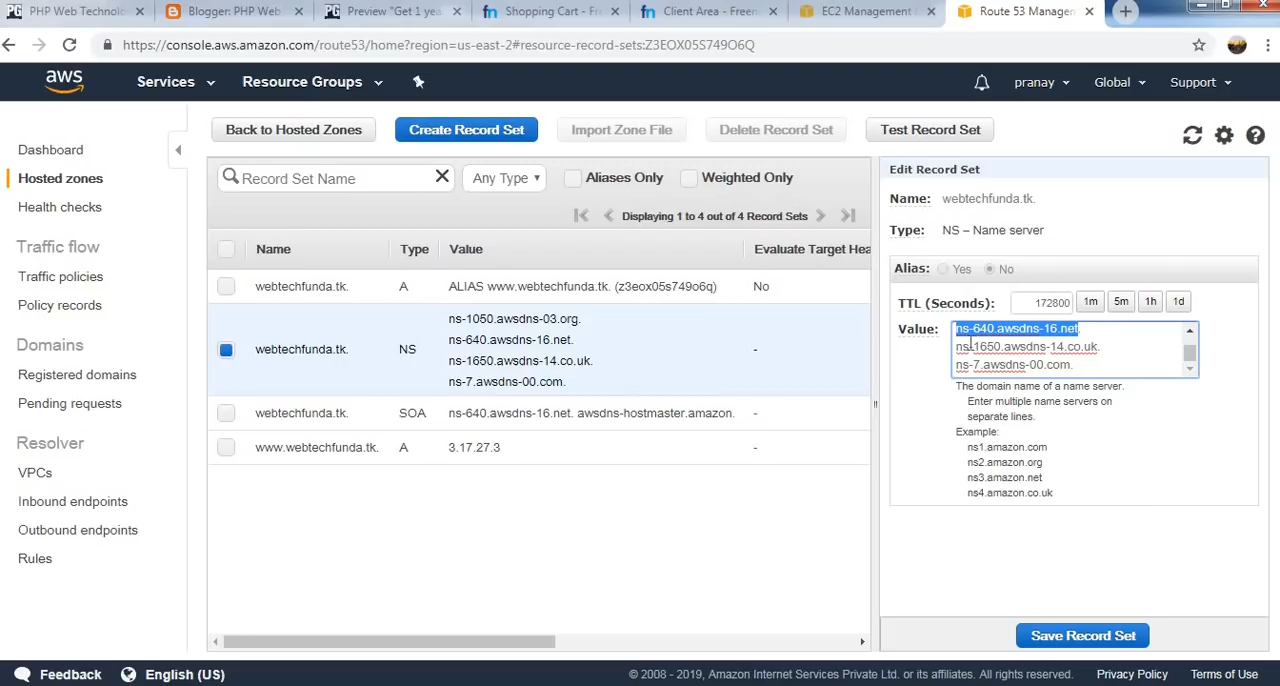 PHP Web Technolo
Blogger: PHP Web
Preview "Get 1 yea
Shopping Cart - Fr
Client Area - Freen
EC2 Management
Route 53 Manager
https://console.aws.amazon.com/route53/home?region=us-east-2#resource-record-sets:Z3EOX05S749O6Q
aws
Services
Resource Groups
pranay
Global
Support
Dashboard
Hosted zones
Health checks
Traffic flow
Traffic policies
Policy records
Domains
Registered domains
Pending requests
Resolver
VPCs
Inbound endpoints
Outbound endpoints
Rules
Back to Hosted Zones
Create Record Set
Import Zone File
Delete Record Set
Test Record Set
Record Set Name
Any Type
Aliases Only
Weighted Only
Displaying 1 to 4 out of 4 Record Sets
Name Type Value Evaluate Target Hea
webtechfunda.tk. A ALIAS www.webtechfunda.tk. (z3eox05s749o6q) No
ns-1050.awsdns-03.org.
ns-640.awsdns-16.net.
webtechfunda.tk. NS -
ns-1650.awsdns-14.co.uk.
ns-7.awsdns-00.com.
webtechfunda.tk. SOA ns-640.awsdns-16.net. awsdns-hostmaster.amazon. -
www.webtechfunda.tk. A 3.17.27.3 -
Edit Record Set
Name: webtechfunda.tk.
Type: NS – Name server
Alias: Yes No
TTL (Seconds): 172800 1m 5m 1h 1d
Value: ns-640.awsdns-16.net.
ns-1650.awsdns-14.co.uk.
ns-7.awsdns-00.com.
The domain name of a name server.
Enter multiple name servers on
separate lines.
Example:
ns1.amazon.com
ns2.amazon.org
ns3.amazon.net
ns4.amazon.co.uk
Save Record Set
Feedback
English (US)
© 2008 - 2019, Amazon Internet Services Private Ltd. or its affiliates. All rights reserved.
Privacy Policy
Terms of Use